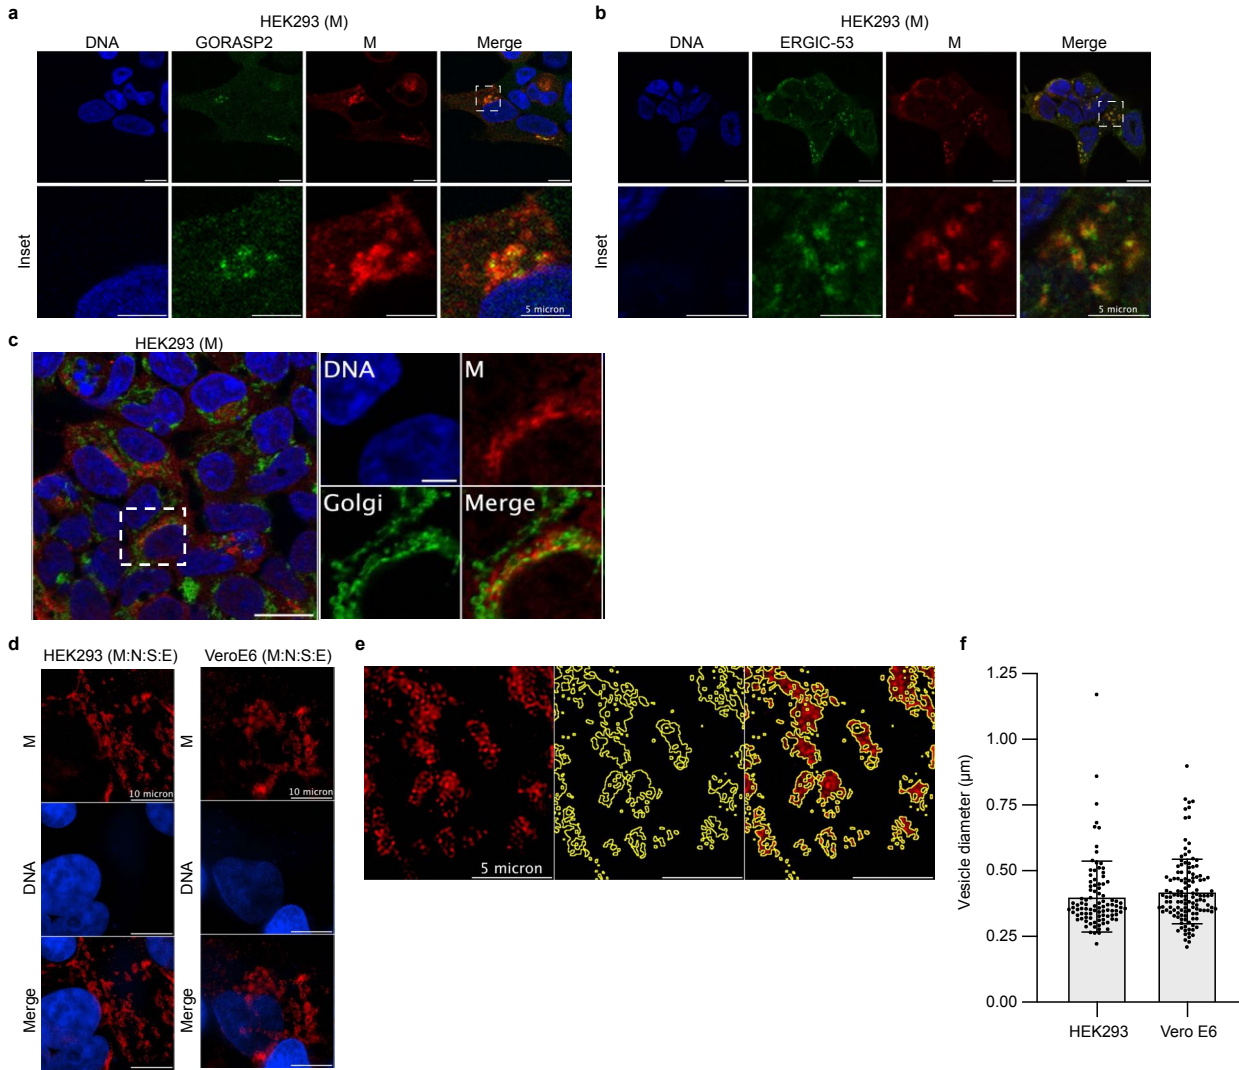 a
HEK293 (M)
DNA GORASP2 M Merge
Inset
5 micron
b
HEK293 (M)
DNA ERGIC-53 M Merge
Inset
5 micron
c
HEK293 (M)
DNA M
Golgi Merge
d
HEK293 (M:N:S:E) VeroE6 (M:N:S:E)
M M
10 micron 10 micron
DNA DNA
Merge Merge
e
5 micron
f
Vesicle diameter (µm)
1.25
1.00
0.75
0.50
0.25
0.00
HEK293 Vero E6